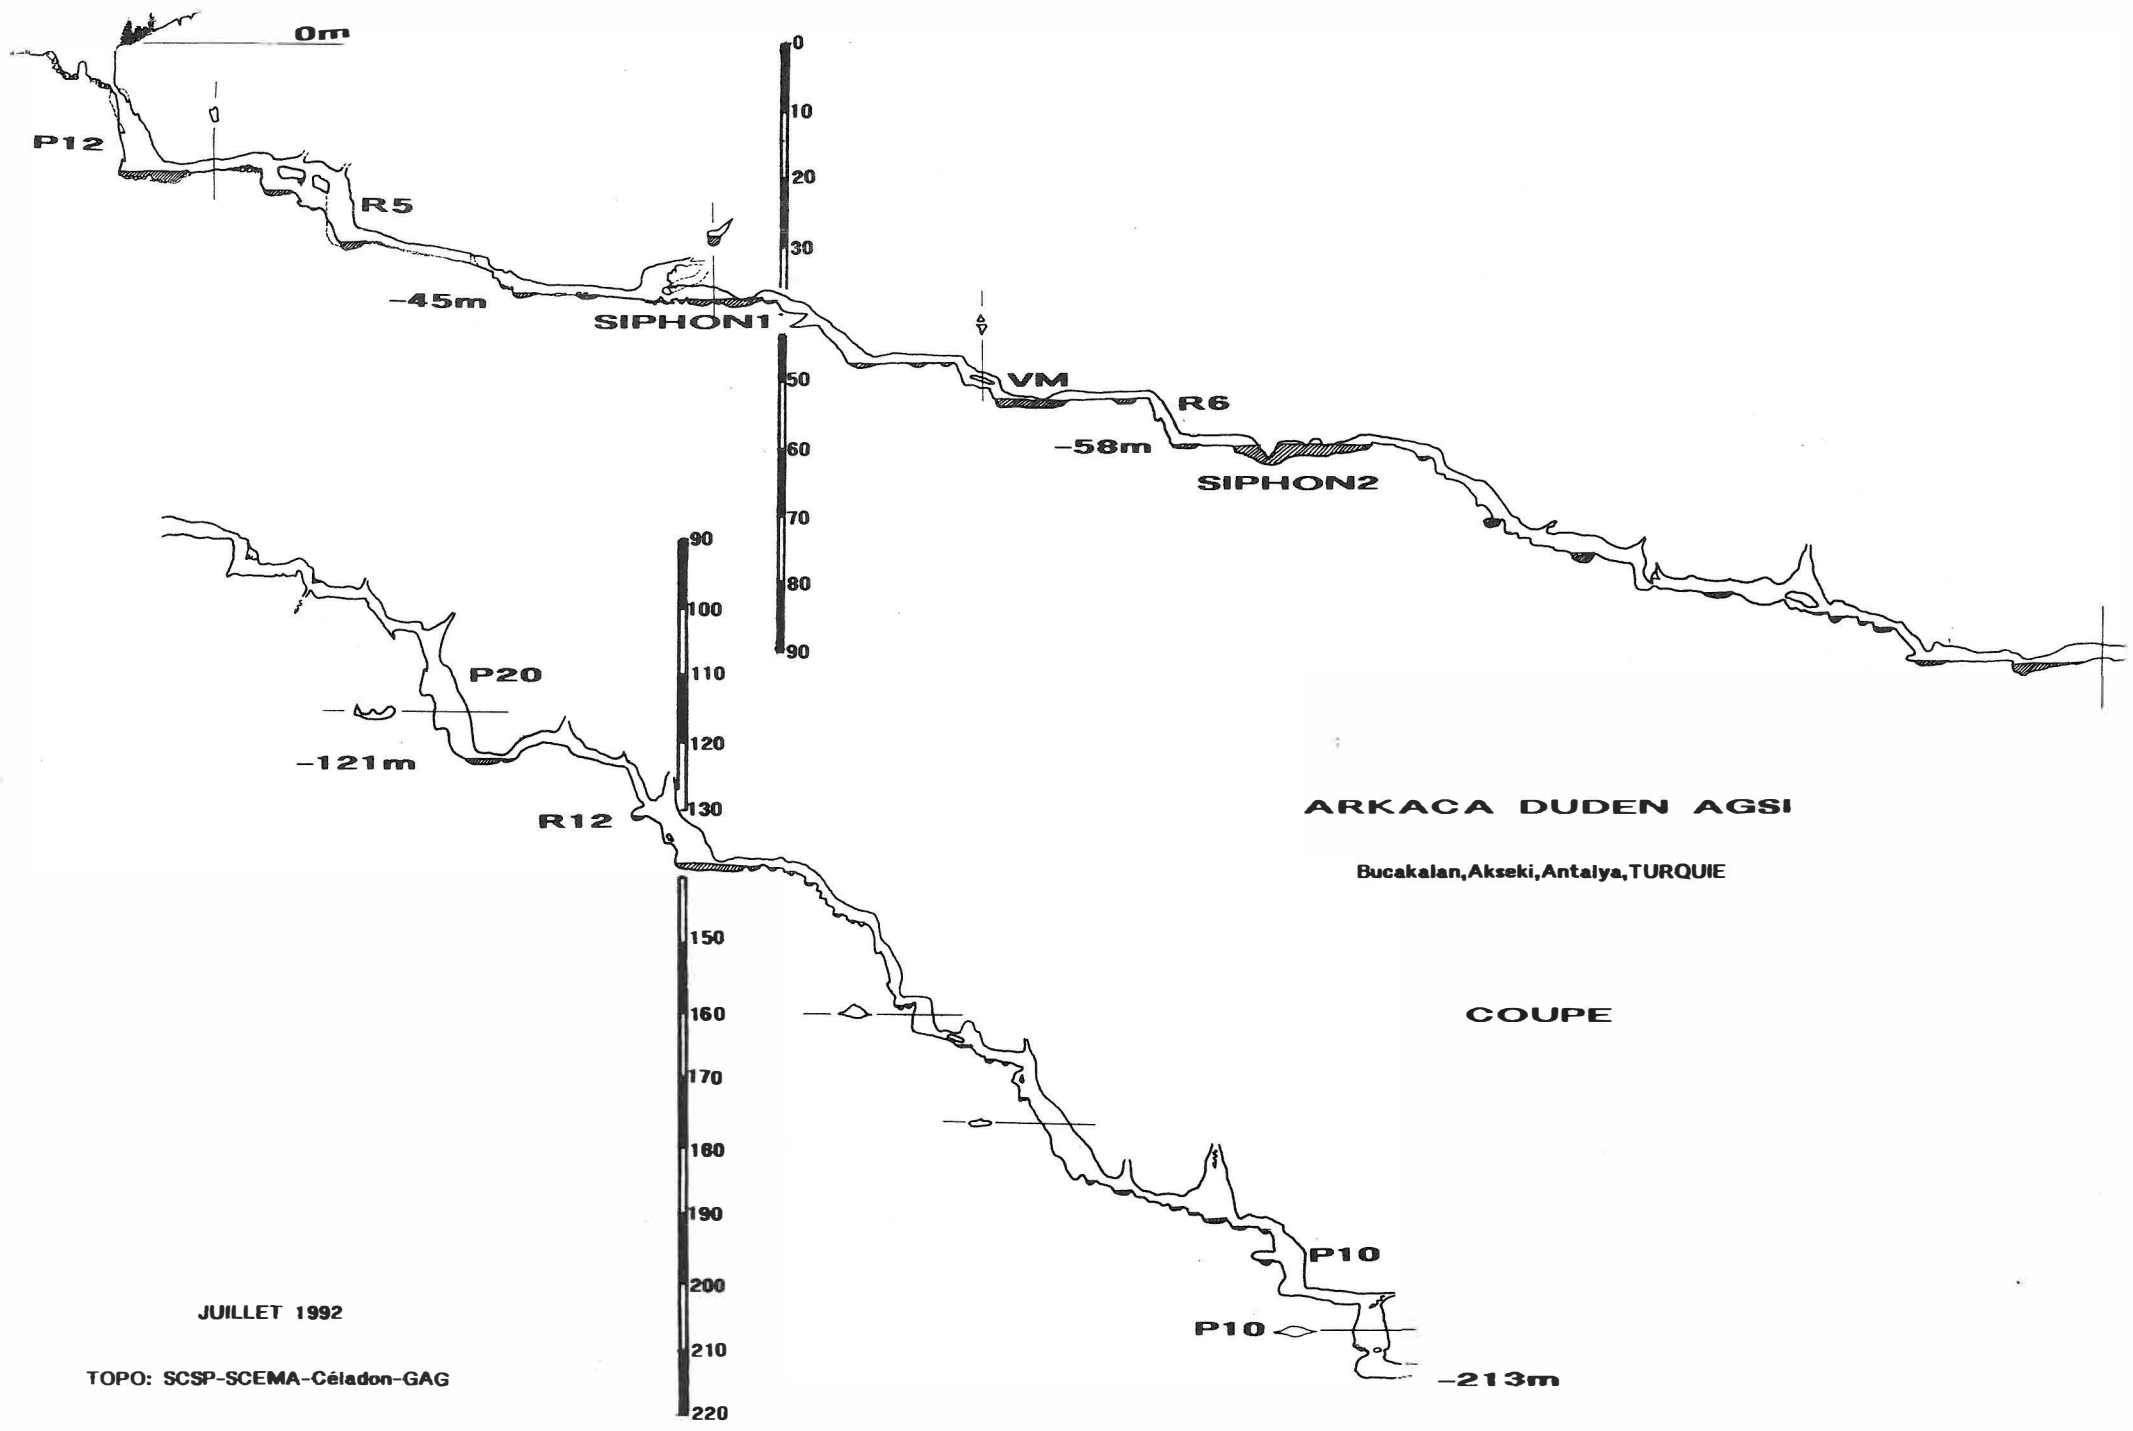 0m
0
10
P12
20
R5
30
-45m
SIPHON1
50
VM
R6
-58m
60
SIPHON2
70
80
90
90
100
110
P20
120
-121m
130
R12
ARKACA DUDEN AGSI
Bucakalan,Akseki,Antalya,TURQUIE
150
160
COUPE
170
180
190
P10
200
P10
210
-213m
220
JUILLET 1992
TOPO: SCSP-SCEMA-Céladon-GAG